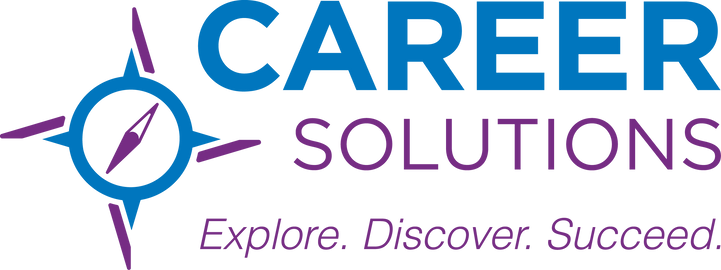 CAREER
SOLUTIONS
Explore. Discover. Succeed.